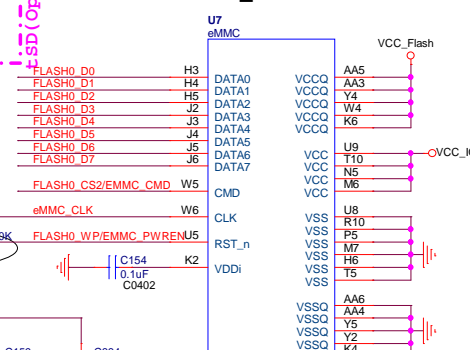 tSD(Op
U7
eMMC
VCC_Flash
FLASH0_D0 H3 DATA0 VCCQ AA5
FLASH0_D1 H4 DATA1 VCCQ AA3
FLASH0_D2 H5 DATA2 VCCQ Y4
FLASH0_D3 J2 DATA3 VCCQ W4
FLASH0_D4 J3 DATA4 VCCQ K6
FLASH0_D5 J4 DATA5
FLASH0_D6 J5 DATA6 VCC U9
FLASH0_D7 J6 DATA7 VCC T10
VCC N5
FLASH0_CS2/EMMC_CMD W5 CMD VCC M6
eMMC_CLK W6 CLK VSS U8
VSS R10
FLASH0_WP/EMMC_PWREN U5 RST_n VSS P5
VSS M7
K2 VDDi VSS H6
VSS T5
C154
0.1uF
C0402
VSSQ AA6
VSSQ AA4
VSSQ Y5
VSSQ Y2
K4